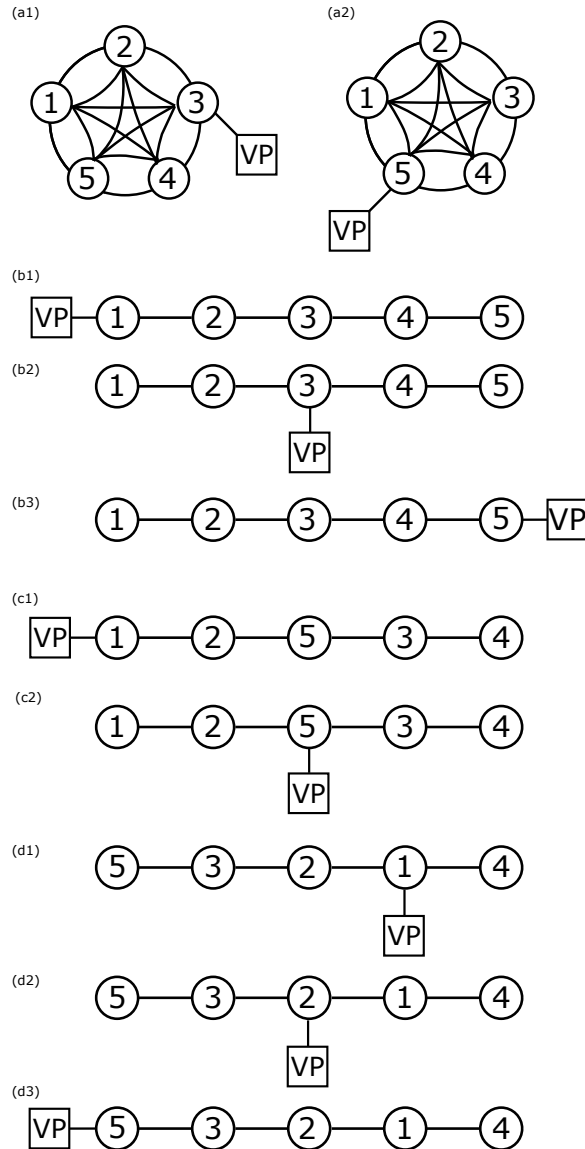 (a1) (a2)
2 2
1 3 1 3
VP
5 4 5 4
VP
(b1)
VP 1 2 3 4 5
(b2)
1 2 3 4 5
VP
(b3)
1 2 3 4 5 VP
(c1)
VP 1 2 5 3 4
(c2)
1 2 5 3 4
VP
(d1)
5 3 2 1 4
VP
(d2)
5 3 2 1 4
VP
(d3)
VP 5 3 2 1 4